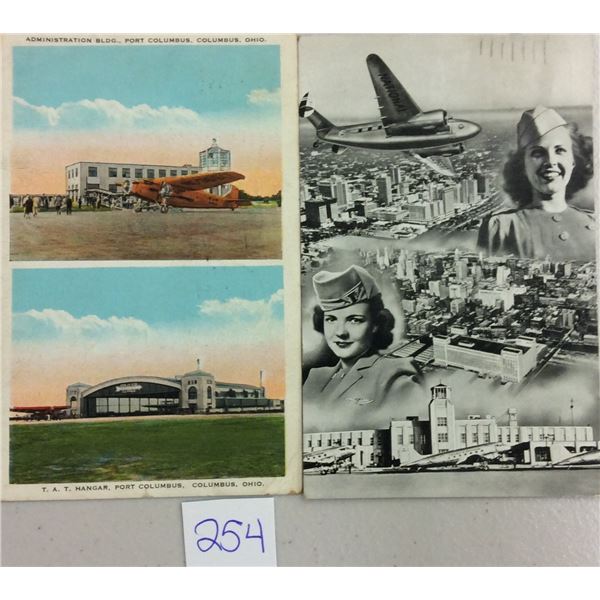 ADMINISTRATION BLDG., PORT COLUMBUS, COLUMBUS, OHIO.
T. A. T. HANGAR, PORT COLUMBUS, COLUMBUS, OHIO.
254